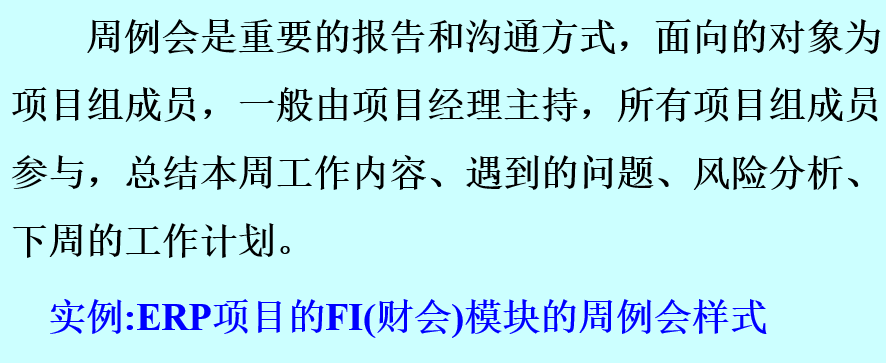 周例会是重要的报告和沟通方式，面向的对象为
项目组成员，一般由项目经理主持，所有项目组成员
参与，总结本周工作内容、遇到的问题、风险分析、
下周的工作计划。
实例:ERP项目的FI(财会)模块的周例会样式